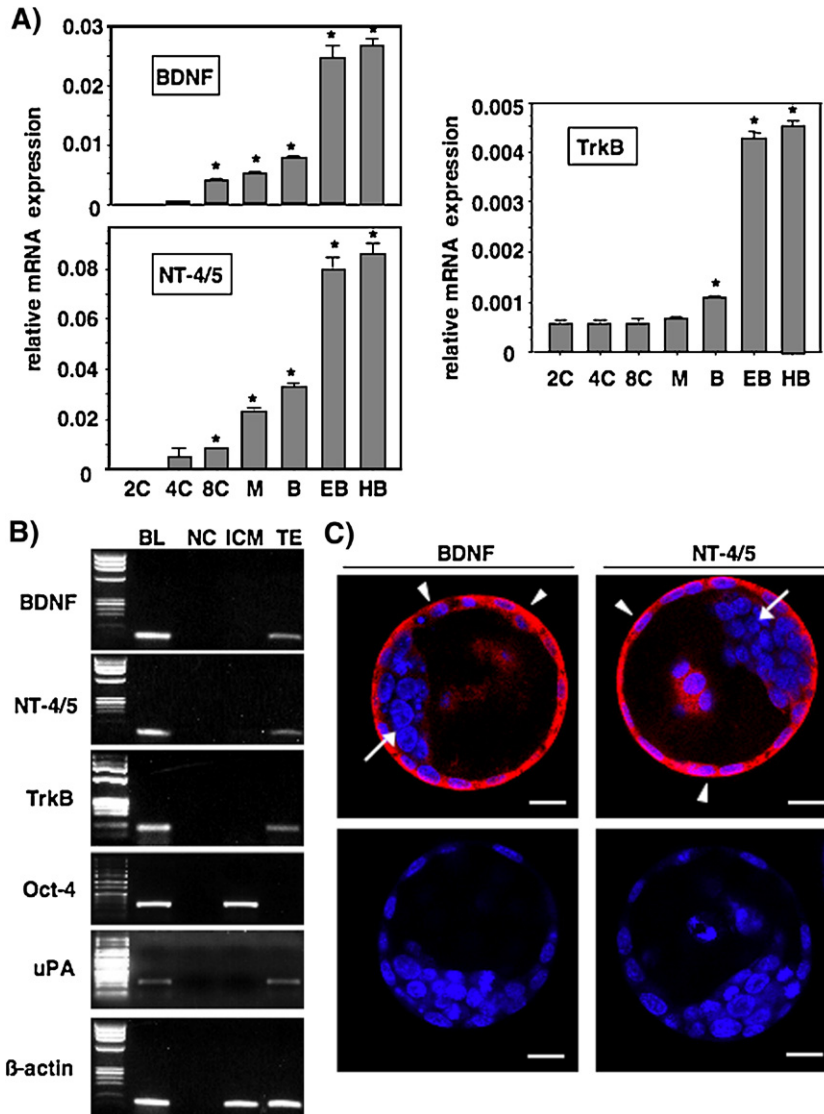 A)
relative mRNA expression
0.03
0.02
0.01
0
BDNF
* * * * *
0.08
0.06
0.04
0.02
0
NT-4/5
* * * * *
2C 4C 8C M B EB HB
relative mRNA expression
0.005
0.004
0.003
0.002
0.001
0
TrkB
* * *
2C 4C 8C M B EB HB
B)
BL NC ICM TE
BDNF
NT-4/5
TrkB
Oct-4
uPA
ß-actin
C)
BDNF NT-4/5